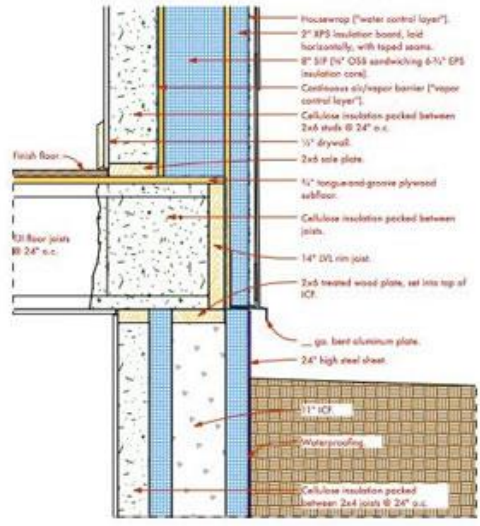 Housewrap ("water control layer").
2" XPS insulation board, laid
horizontally, with taped seams.
8" SIP (⅝" OSS sandwiching 6-¾" EPS
insulation core).
Continuous air/vapor barrier ("vapor
control layer").
Cellulose insulation packed between
2x6 studs @ 24" o.c.
½" drywall.
2x6 sole plate.
Finish floor
¾" tongue-and-groove plywood
subfloor.
Cellulose insulation packed between
joists.
floor joists
@ 24" o.c.
14" LVL rim joist.
2x6 treated wood plate, set into top of
ICF.
__ ga. bent aluminum plate.
24" high steel sheet.
11" ICF.
Waterproofing.
Cellulose insulation packed
between 2x4 joists @ 24" o.c.